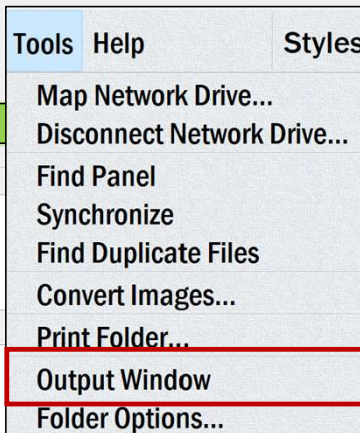 Tools Help Styles
Map Network Drive...
Disconnect Network Drive...
Find Panel
Synchronize
Find Duplicate Files
Convert Images...
Print Folder...
Output Window
Folder Options...